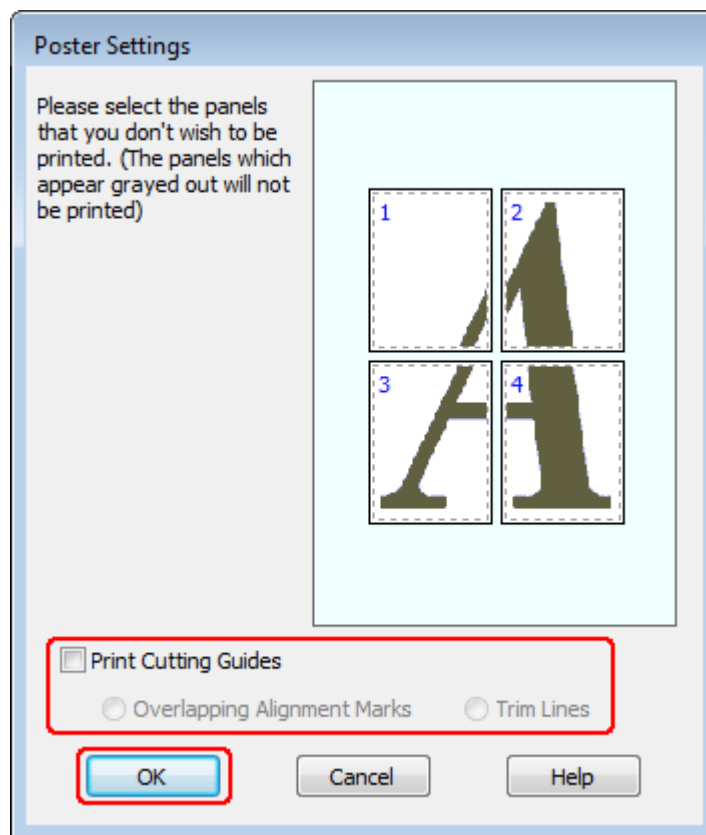 Poster Settings
Please select the panels
that you don't wish to be
printed. (The panels which
appear grayed out will not
be printed)
1
2
3
4
Print Cutting Guides
Overlapping Alignment Marks
Trim Lines
OK
Cancel
Help